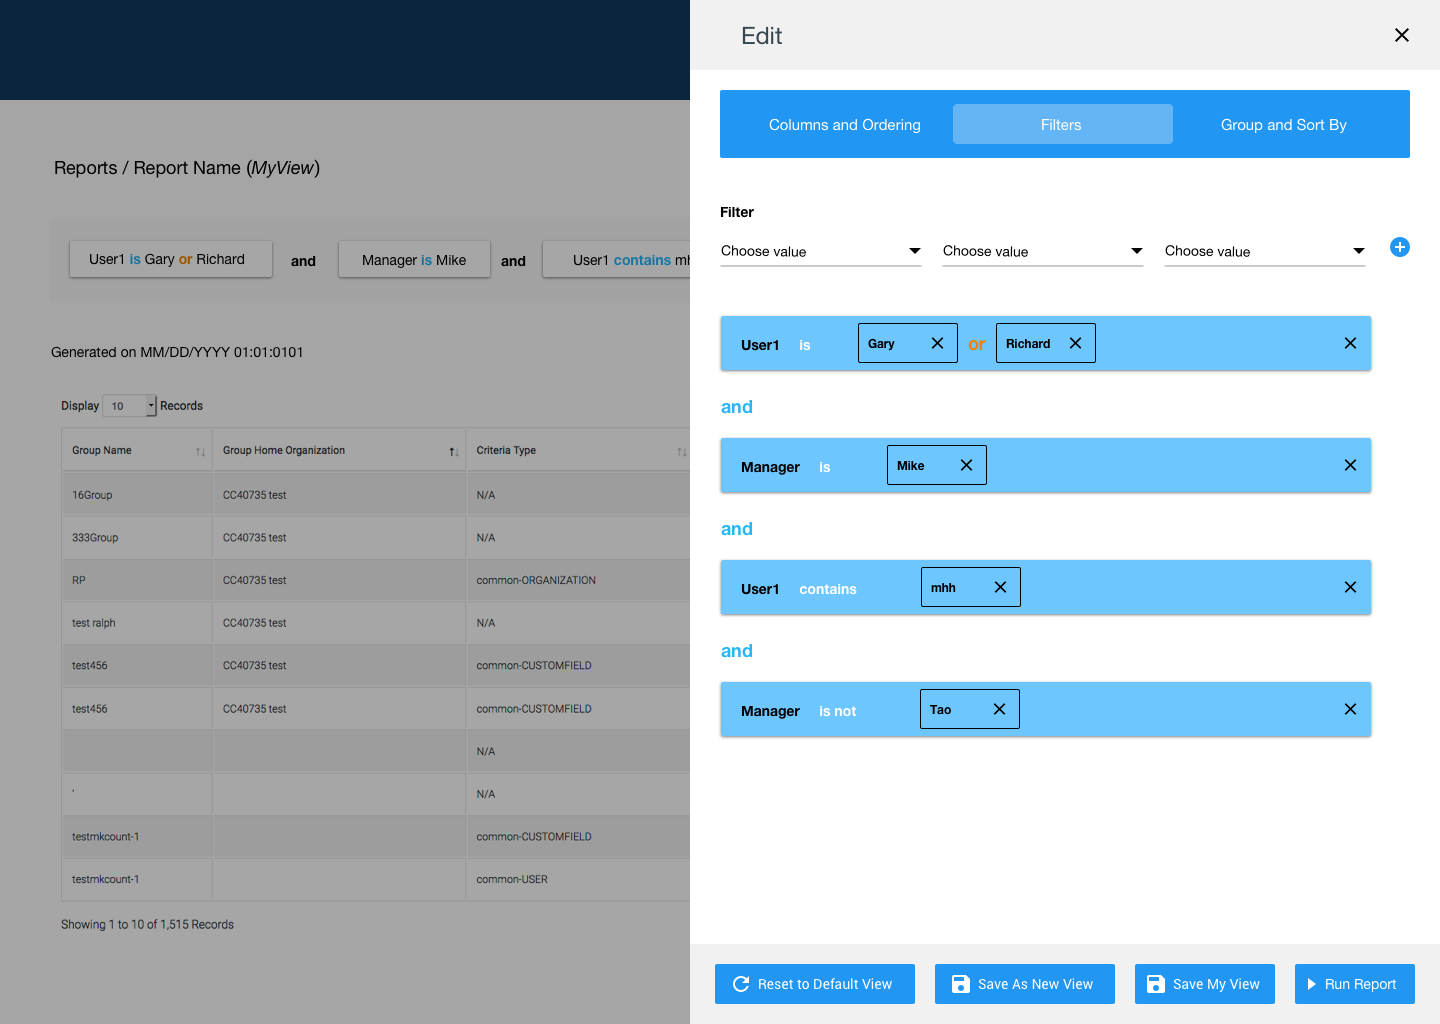 Edit
Columns and Ordering Filters Group and Sort By
Reports / Report Name (MyView)
User1 is Gary or Richard and Manager is Mike and User1 contains mh
Generated on MM/DD/YYYY 01:01:0101
Display 10 Records
Group Name Group Home Organization Criteria Type
16Group CC40735 test N/A
333Group CC40735 test N/A
RP CC40735 test common-ORGANIZATION
test ralph CC40735 test N/A
test456 CC40735 test common-CUSTOMFIELD
test456 CC40735 test common-CUSTOMFIELD
N/A
' N/A
testmkcount-1 common-CUSTOMFIELD
testmkcount-1 common-USER
Showing 1 to 10 of 1,515 Records
Filter
Choose value Choose value Choose value
User1 is Gary or Richard
and
Manager is Mike
and
User1 contains mhh
and
Manager is not Tao
Reset to Default View Save As New View Save My View Run Report